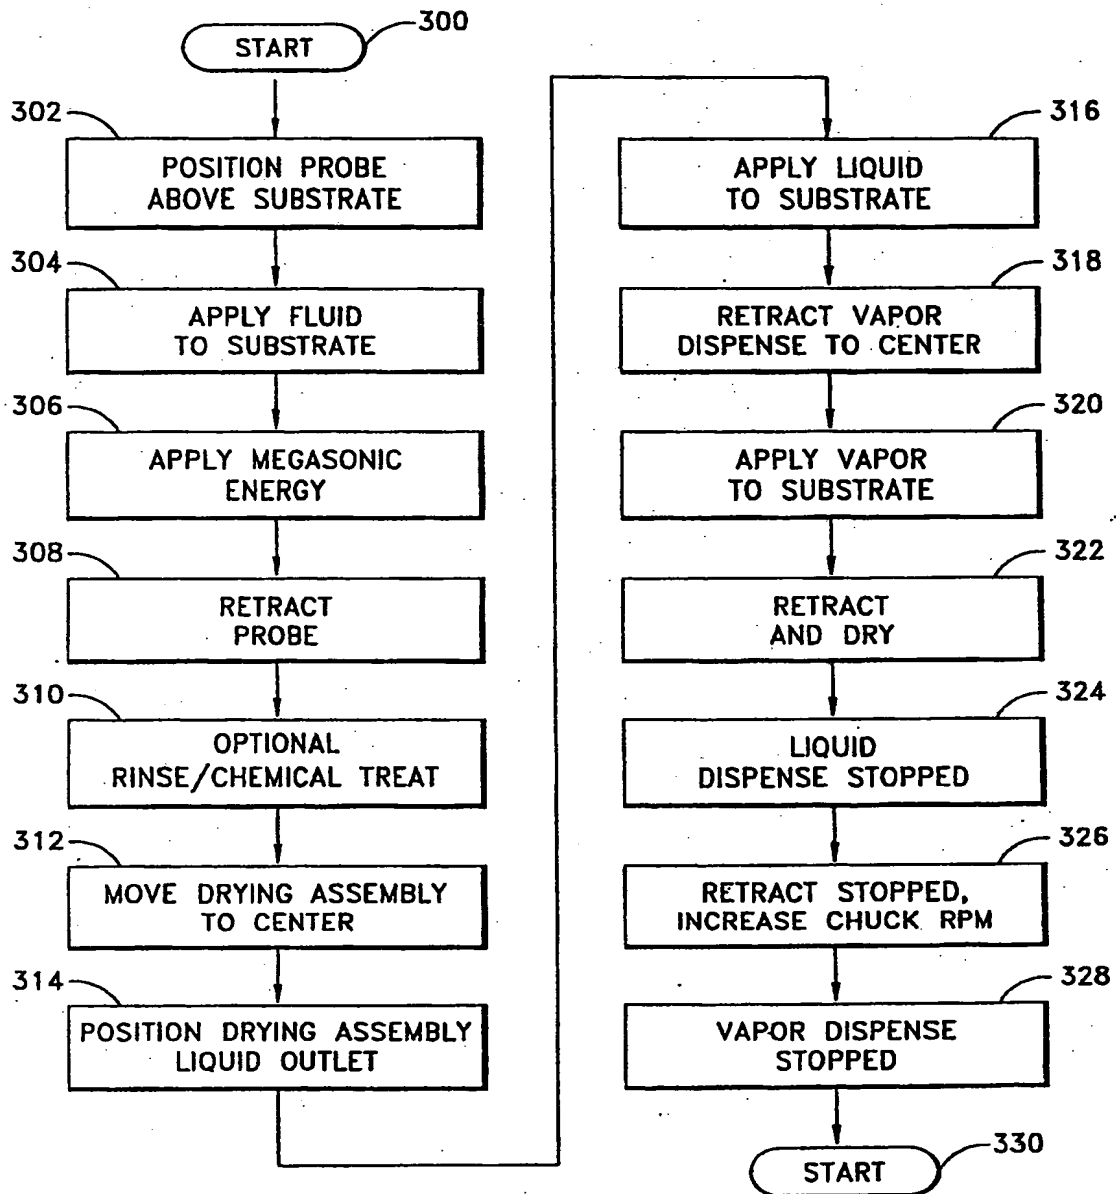 START
300
302
POSITION PROBE
ABOVE SUBSTRATE
304
APPLY FLUID
TO SUBSTRATE
306
APPLY MEGASONIC
ENERGY
308
RETRACT
PROBE
310
OPTIONAL
RINSE/CHEMICAL TREAT
312
MOVE DRYING ASSEMBLY
TO CENTER
314
POSITION DRYING ASSEMBLY
LIQUID OUTLET
316
APPLY LIQUID
TO SUBSTRATE
318
RETRACT VAPOR
DISPENSE TO CENTER
320
APPLY VAPOR
TO SUBSTRATE
322
RETRACT
AND DRY
324
LIQUID
DISPENSE STOPPED
326
RETRACT STOPPED,
INCREASE CHUCK RPM
328
VAPOR DISPENSE
STOPPED
330
START